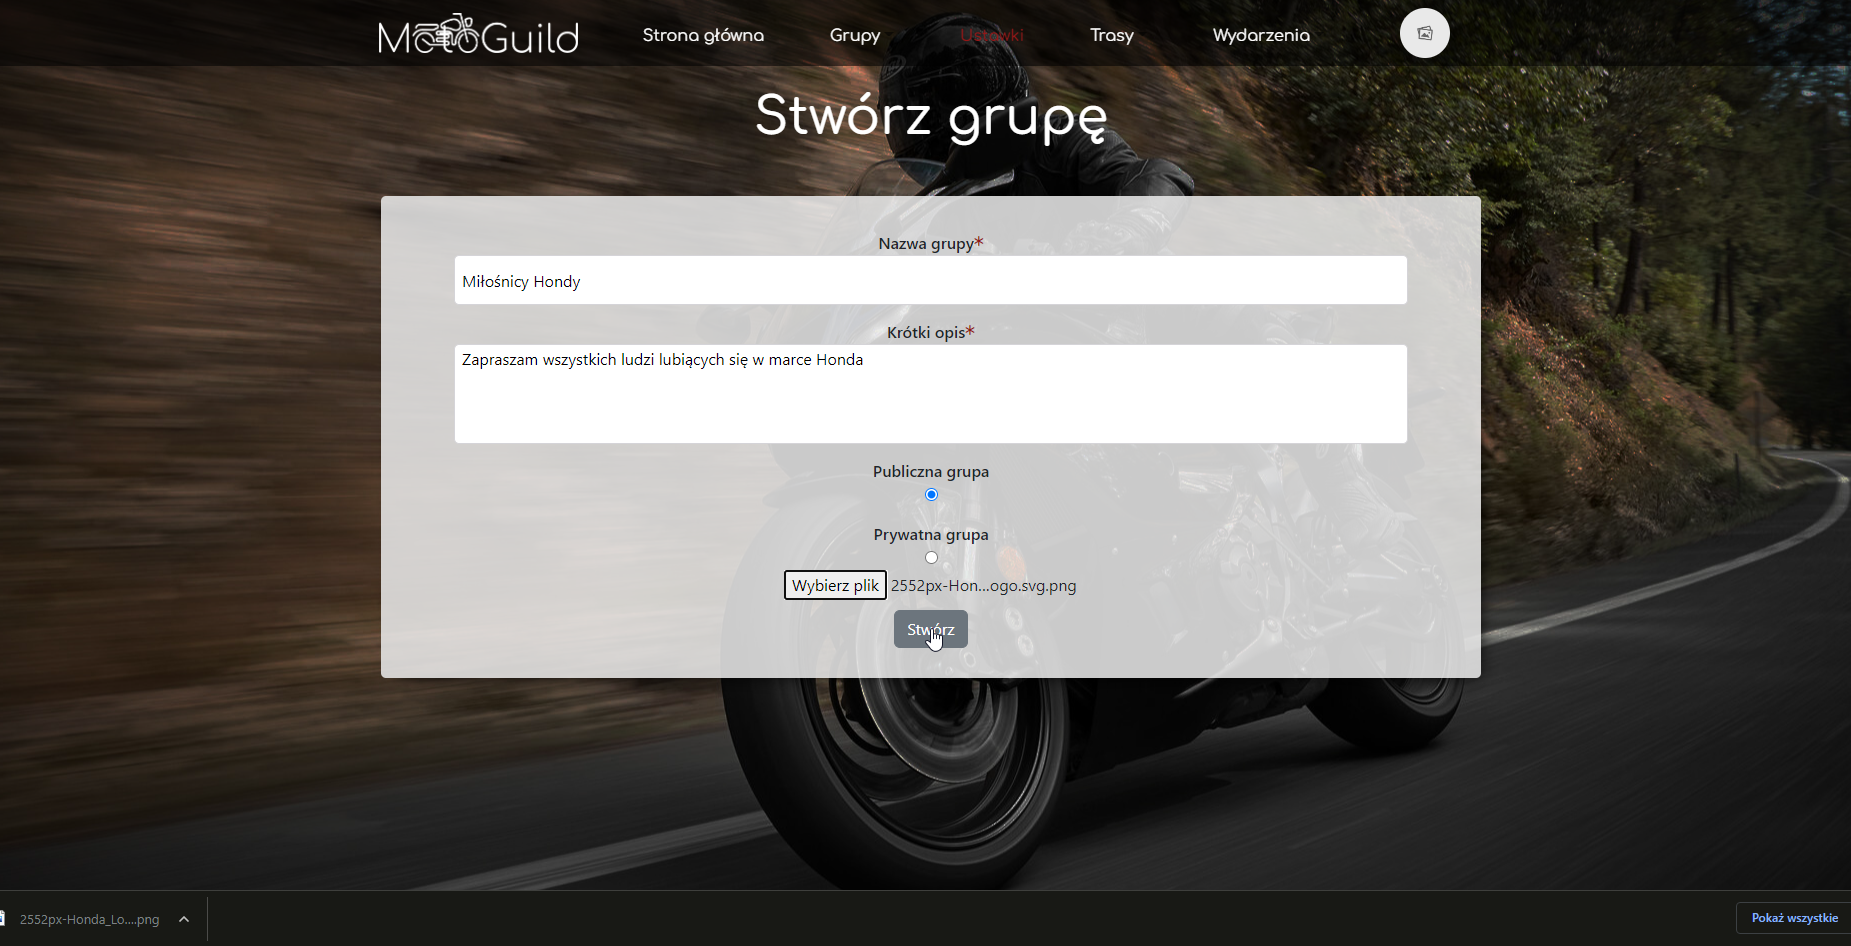 MotoGuild
Strona główna
Grupy
Ustawki
Trasy
Wydarzenia
Stwórz grupę
Nazwa grupy*
Miłośnicy Hondy
Krótki opis*
Zapraszam wszystkich ludzi lubiących się w marce Honda
Publiczna grupa
Prywatna grupa
Wybierz plik 2552px-Hon...ogo.svg.png
Stwórz
2552px-Honda_Lo....png
Pokaż wszystkie